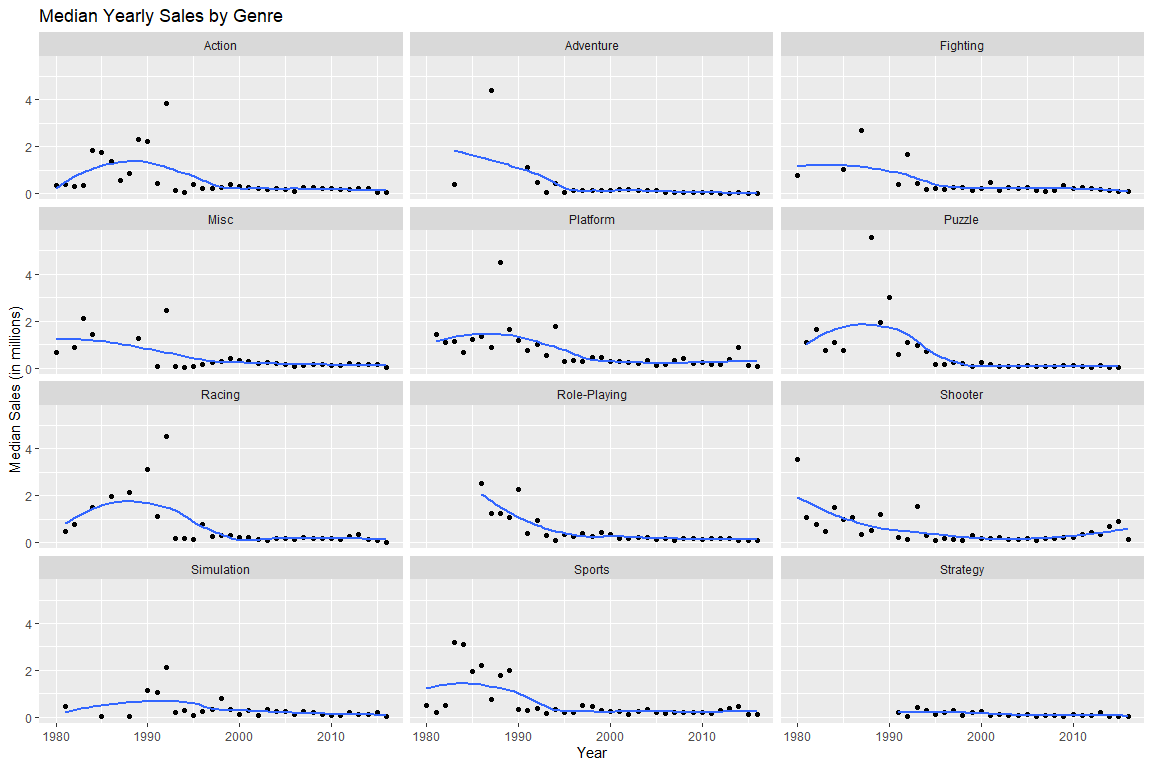 Median Yearly Sales by Genre
Action
Adventure
Fighting
4
2
0
Misc
Platform
Puzzle
4
2
0
Racing
Role-Playing
Shooter
4
2
0
Simulation
Sports
Strategy
4
2
0
1980 1990 2000 2010
1980 1990 2000 2010
1980 1990 2000 2010
Year
Median Sales (in millions)